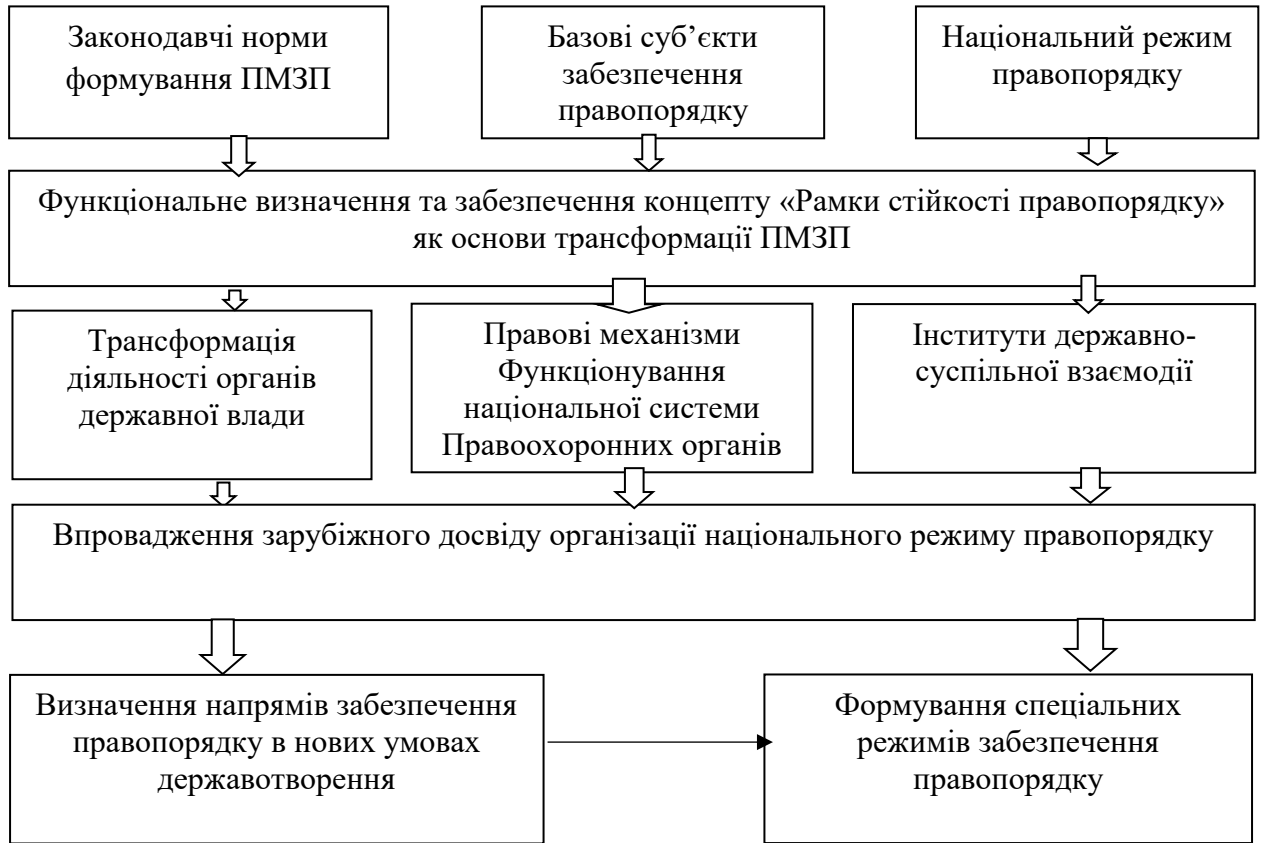 Законодавчі норми
формування ПМЗП
Базові суб’єкти
забезпечення
правопорядку
Національний режим
правопорядку
Функціональне визначення та забезпечення концепту «Рамки стійкості правопорядку»
як основи трансформації ПМЗП
Трансформація
діяльності органів
державної влади
Правові механізми
Функціонування
національної системи
Правоохоронних органів
Інститути державно-
суспільної взаємодії
Впровадження зарубіжного досвіду організації національного режиму правопорядку
Визначення напрямів забезпечення
правопорядку в нових умовах
державотворення
Формування спеціальних
режимів забезпечення
правопорядку